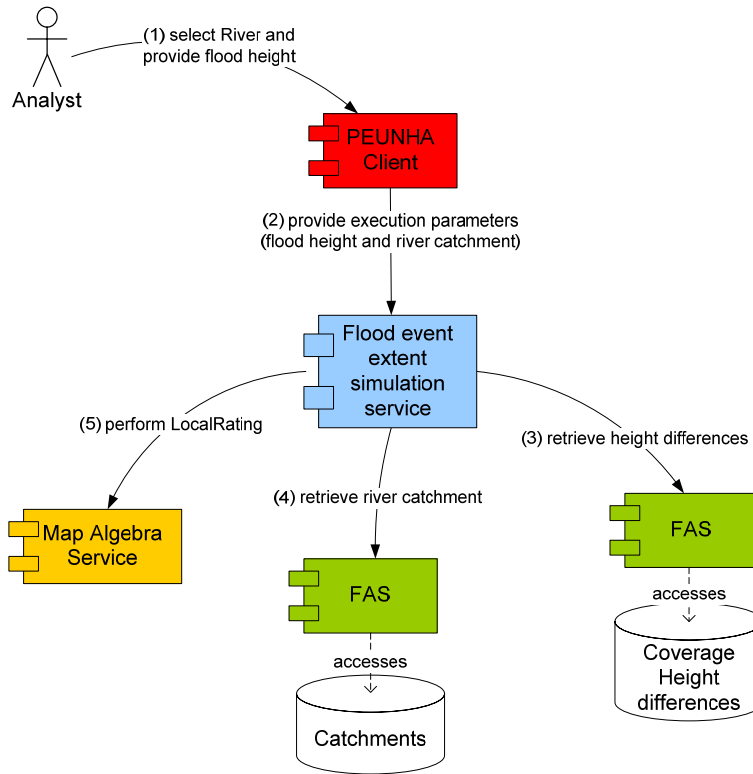 (1) select River and
provide flood height
Analyst
PEUNHA
Client
(2) provide execution parameters
(flood height and river catchment)
Flood event
extent
simulation
service
(5) perform LocalRating
(3) retrieve height differences
(4) retrieve river catchment
Map Algebra
Service
FAS
FAS
accesses
accesses
Coverage
Height
differences
Catchments